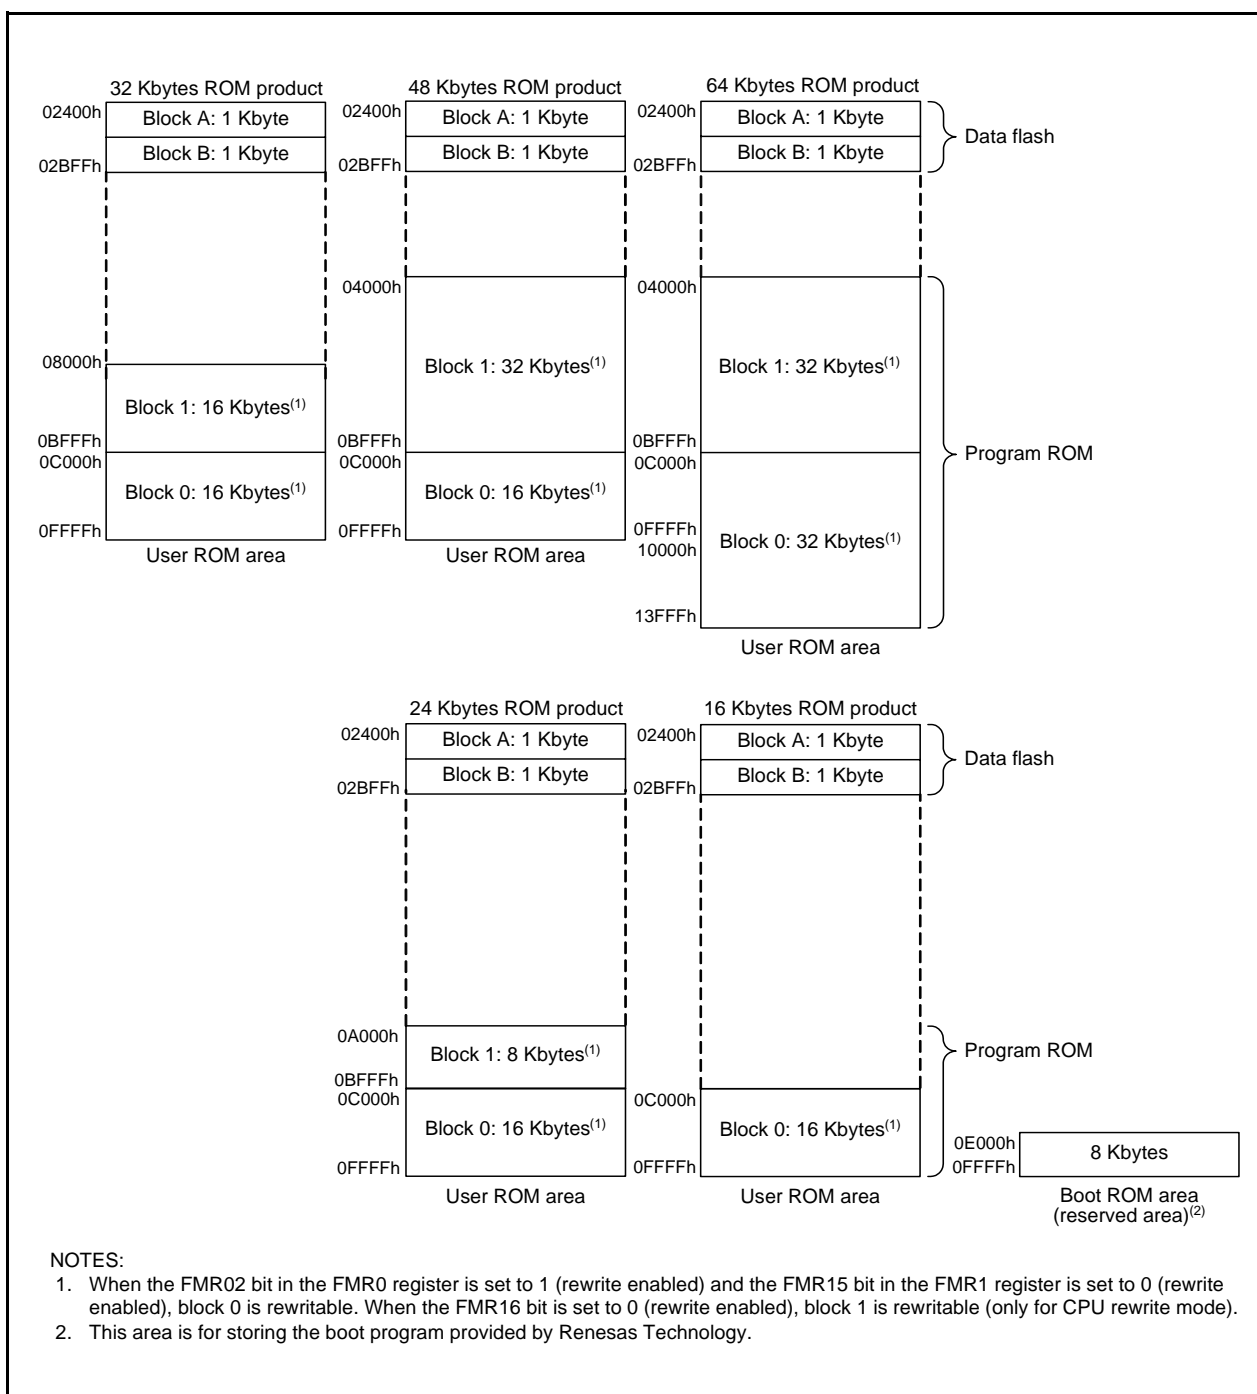 32 Kbytes ROM product
02400h
Block A: 1 Kbyte
Block B: 1 Kbyte
02BFFh
08000h
Block 1: 16 Kbytes(1)
0BFFFh
0C000h
Block 0: 16 Kbytes(1)
0FFFFh
User ROM area
48 Kbytes ROM product
02400h
Block A: 1 Kbyte
Block B: 1 Kbyte
02BFFh
04000h
Block 1: 32 Kbytes(1)
0BFFFh
0C000h
Block 0: 16 Kbytes(1)
0FFFFh
User ROM area
64 Kbytes ROM product
02400h
Block A: 1 Kbyte
Block B: 1 Kbyte
02BFFh
Data flash
04000h
Block 1: 32 Kbytes(1)
0BFFFh
0C000h
Program ROM
0FFFFh
10000h
Block 0: 32 Kbytes(1)
13FFFh
User ROM area
24 Kbytes ROM product
02400h
Block A: 1 Kbyte
Block B: 1 Kbyte
02BFFh
0A000h
Block 1: 8 Kbytes(1)
0BFFFh
0C000h
Block 0: 16 Kbytes(1)
0FFFFh
User ROM area
16 Kbytes ROM product
02400h
Block A: 1 Kbyte
Block B: 1 Kbyte
02BFFh
Data flash
Program ROM
0C000h
Block 0: 16 Kbytes(1)
0FFFFh
User ROM area
0E000h
8 Kbytes
0FFFFh
Boot ROM area
(reserved area)(2)
NOTES:
1. When the FMR02 bit in the FMR0 register is set to 1 (rewrite enabled) and the FMR15 bit in the FMR1 register is set to 0 (rewrite
enabled), block 0 is rewritable. When the FMR16 bit is set to 0 (rewrite enabled), block 1 is rewritable (only for CPU rewrite mode).
2. This area is for storing the boot program provided by Renesas Technology.